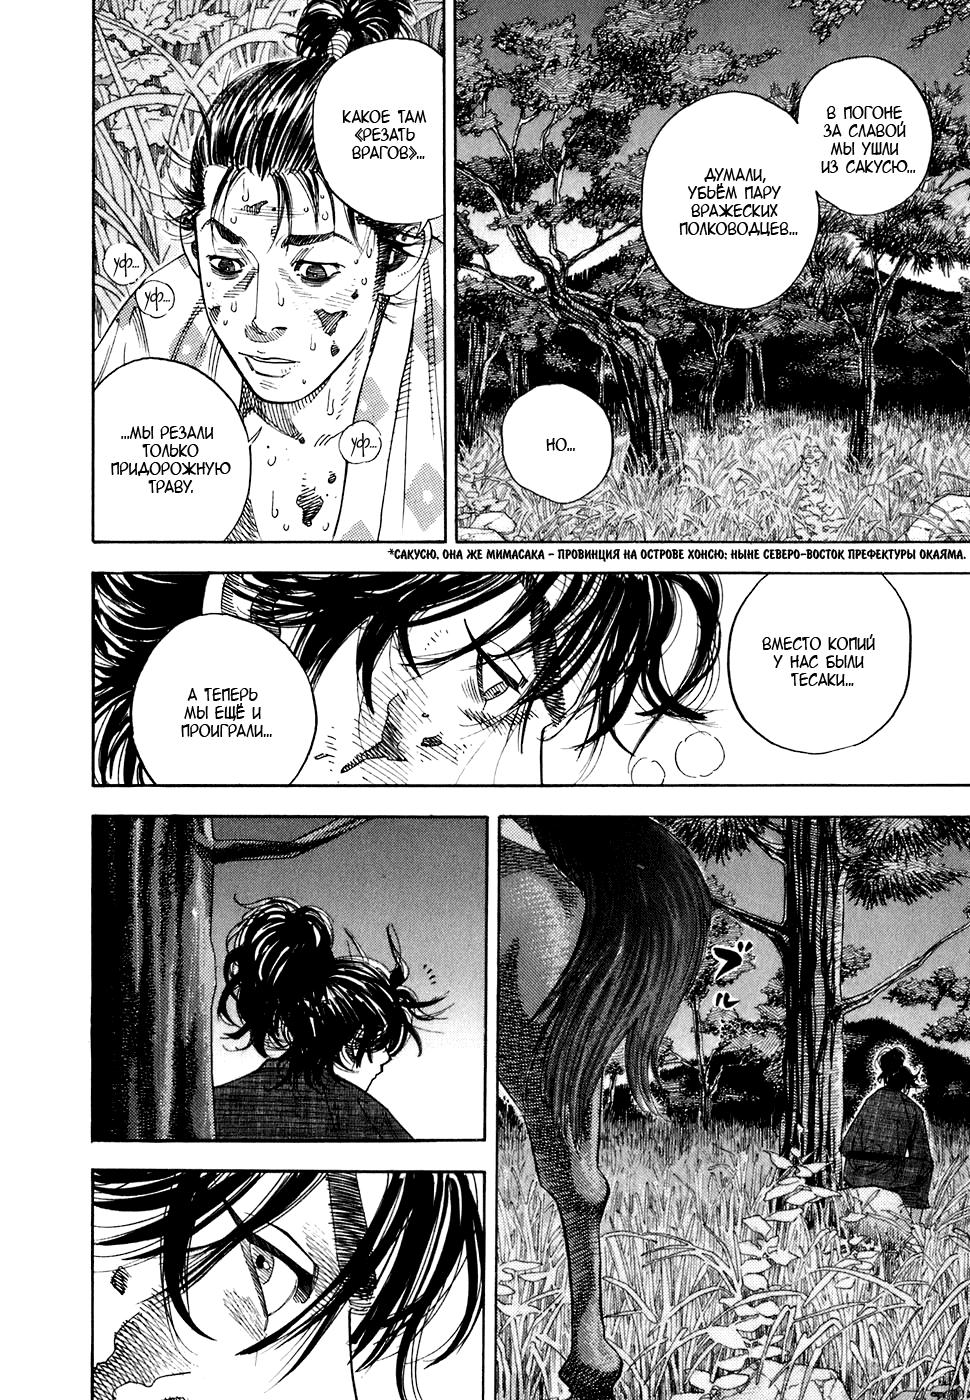 В ПОГОНЕ
ЗА СЛАВОЙ
МЫ УШЛИ
ИЗ САКУСЮ...
ДУМАЛИ,
УБЬЁМ ПАРУ
ВРАЖЕСКИХ
ПОЛКОВОДЦЕВ...
НО...
КАКОЕ ТАМ
«РЕЗАТЬ
ВРАГОВ»...
УФ...
УФ...
УФ...
...МЫ РЕЗАЛИ
ТОЛЬКО
ПРИДОРОЖНУЮ
ТРАВУ.
*САКУСЮ, ОНА ЖЕ МИМАСАКА - ПРОВИНЦИЯ НА ОСТРОВЕ ХОНСЮ; НЫНЕ СЕВЕРО-ВОСТОК ПРЕФЕКТУРЫ ОКАЯМА.
ВМЕСТО КОПИЙ
У НАС БЫЛИ
ТЕСАКИ...
А ТЕПЕРЬ
МЫ ЕЩЁ И
ПРОИГРАЛИ...
ブル